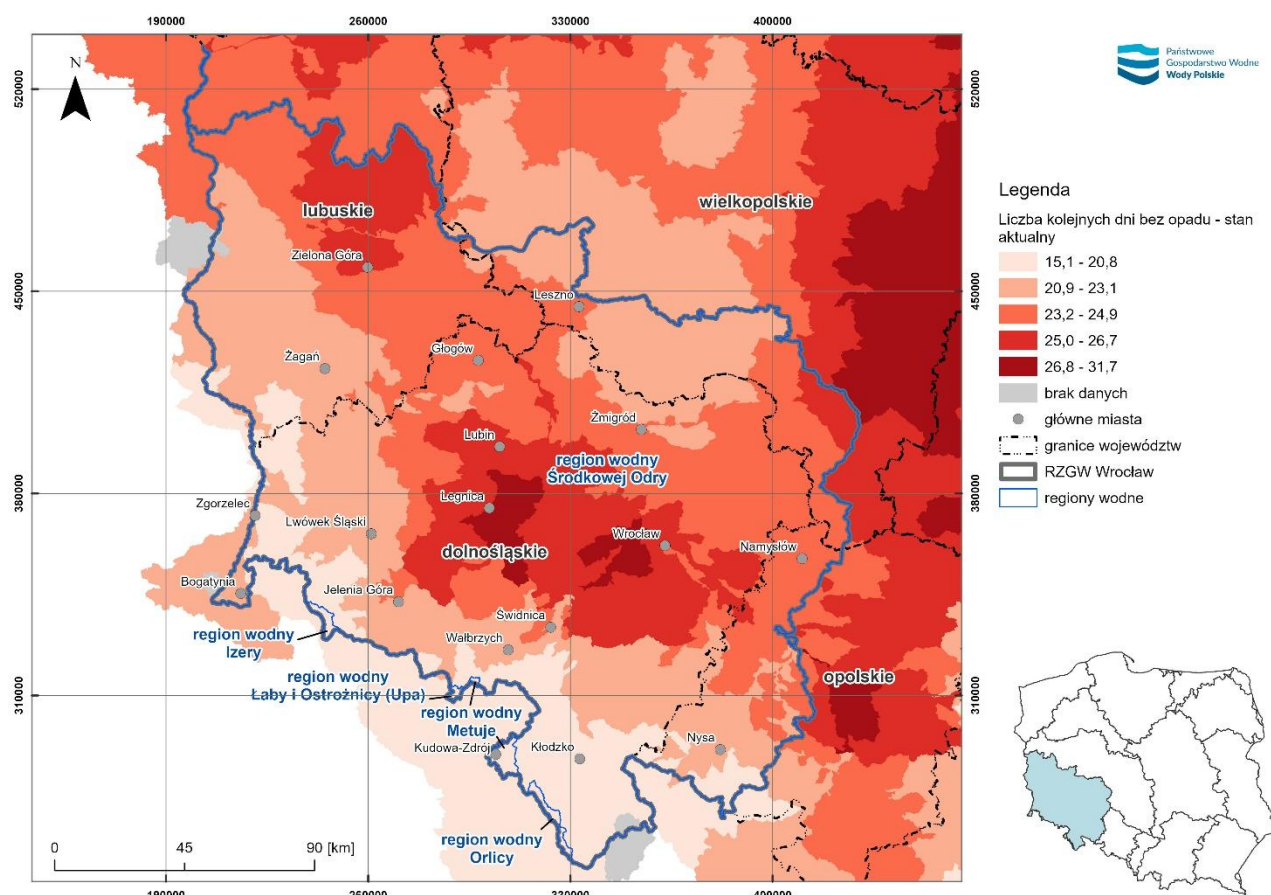 190000 260000 330000 400000
Państwowe
Gospodarstwo Wodne
Wody Polskie
N
520000 520000
Legenda
Liczba kolejnych dni bez opadu - stan
aktualny
15,1 - 20,8
20,9 - 23,1
23,2 - 24,9
25,0 - 26,7
26,8 - 31,7
brak danych
główne miasta
granice województw
RZGW Wrocław
regiony wodne
wielkopolskie
lubuskie
Zielona Góra
450000 450000
Leszno
Głogów
Żagań
Żmigród
Lubin
region wodny
Środkowej Odry
380000 380000
Legnica
Zgorzelec
Lwówek Śląski
Wrocław
Namysłów
dolnośląskie
Bogatynia
Jelenia Góra
Świdnica
Wałbrzych
region wodny
Izery
region wodny
Łaby i Ostrożnicy (Upa)
opolskie
310000 310000
region wodny
Metuje
Kudowa-Zdrój
Kłodzko
Nysa
region wodny
Orlicy
0 45 90 [km]
190000 260000 330000 400000